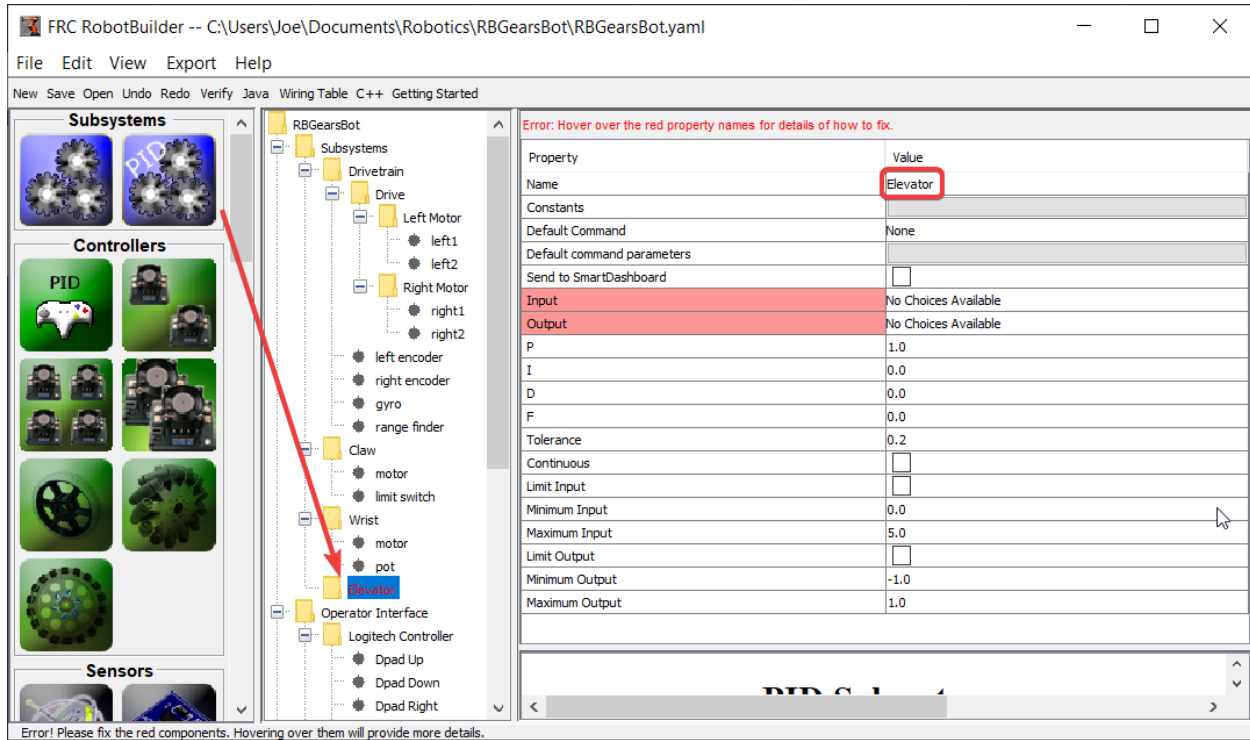 FRC RobotBuilder -- C:\Users\Joe\Documents\Robotics\RBGearsBot\RBGearsBot.yaml
File Edit View Export Help
New Save Open Undo Redo Verify Java Wiring Table C++ Getting Started
Subsystems
PID
Controllers
PID
Sensors
RBGearsBot
Subsystems
Drivetrain
Drive
Left Motor
left1
left2
Right Motor
right1
right2
left encoder
right encoder
gyro
range finder
Claw
motor
limit switch
Wrist
motor
pot
Elevator
Operator Interface
Logitech Controller
Dpad Up
Dpad Down
Dpad Right
Error: Hover over the red property names for details of how to fix.
Property Value
Name Elevator
Constants
Default Command None
Default command parameters
Send to SmartDashboard
Input No Choices Available
Output No Choices Available
P 1.0
I 0.0
D 0.0
F 0.0
Tolerance 0.2
Continuous
Limit Input
Minimum Input 0.0
Maximum Input 5.0
Limit Output
Minimum Output -1.0
Maximum Output 1.0
Error! Please fix the red components. Hovering over them will provide more details.